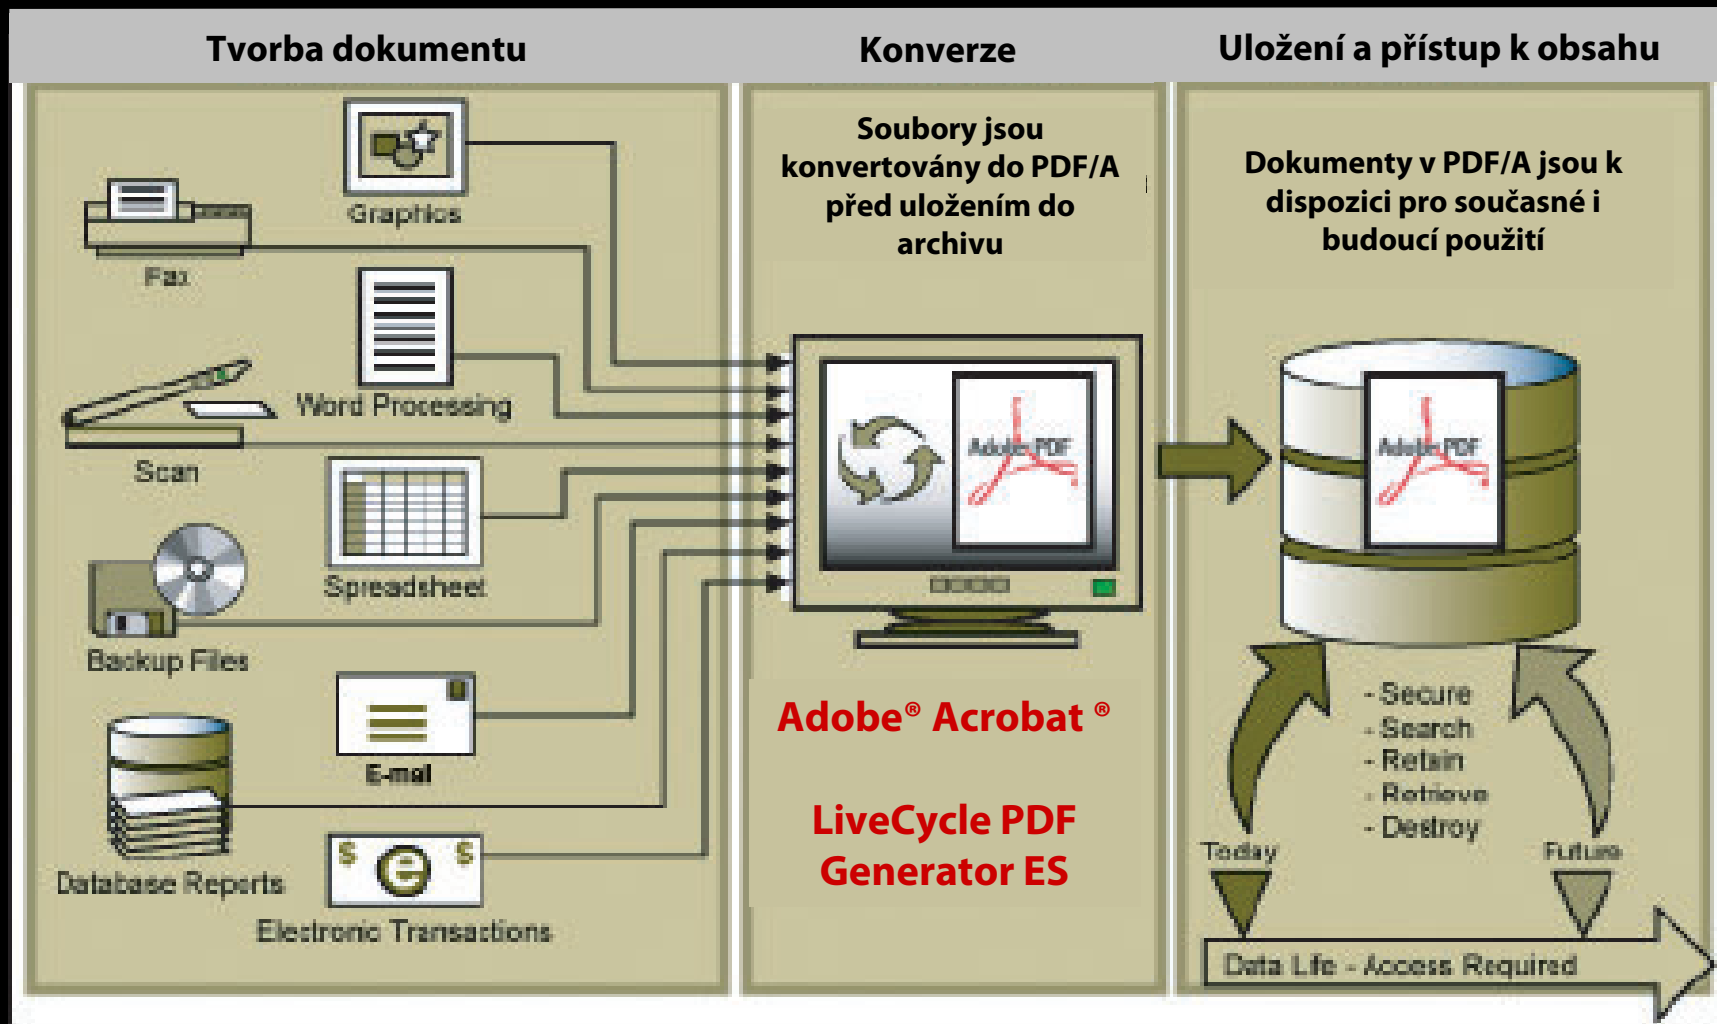 Tvorba dokumentu
Graphics
Fax
Word Processing
Scan
Spreadsheet
Backup Files
E-mail
Database Reports
$ e $
Electronic Transactions
Konverze
Soubory jsou
konvertovány do PDF/A
před uložením do
archivu
Adobe PDF
Adobe® Acrobat ®
LiveCycle PDF
Generator ES
Uložení a přístup k obsahu
Dokumenty v PDF/A jsou k
dispozici pro současné i
budoucí použití
Adobe PDF
- Secure
- Search
- Retain
- Retrieve
- Destroy
Today
Future
Data Life - Access Required